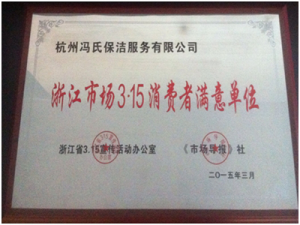 杭州冯氏保洁服务有限公司
浙江市场3·15消费者满意单位
浙江省3.15宣传活动办公室 《市场导报》社
二〇一五年三月